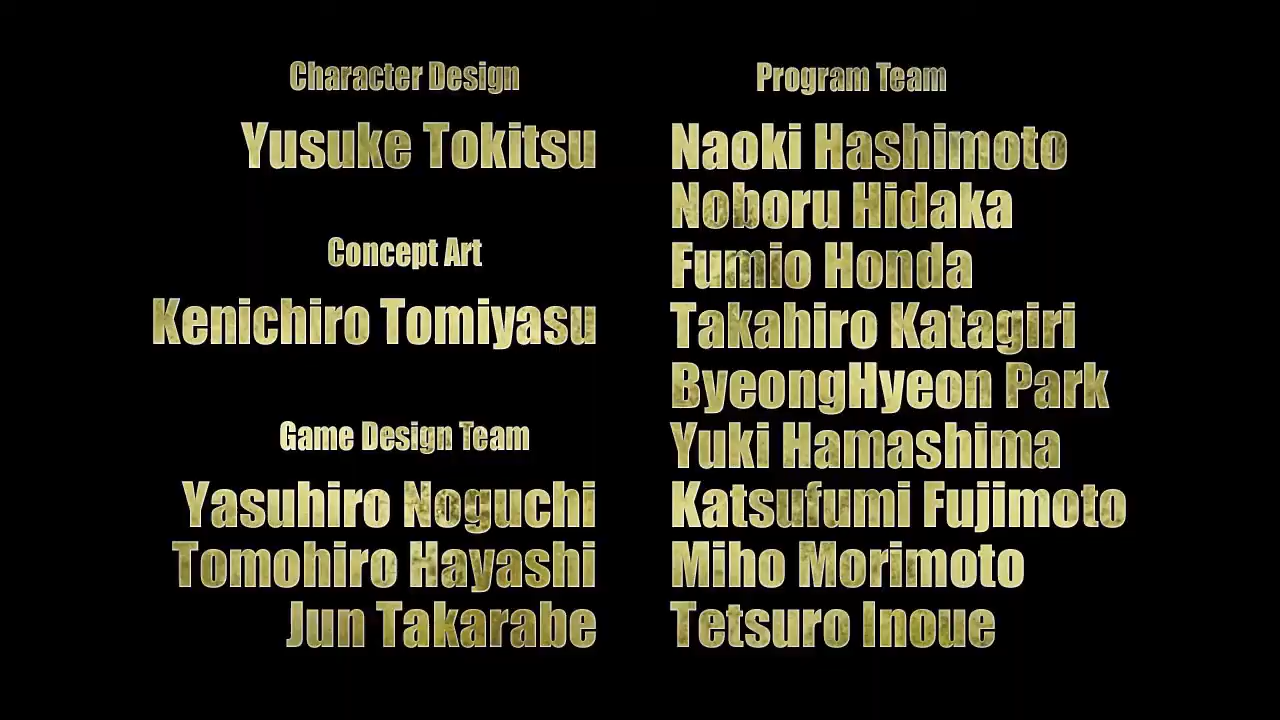 Character Design
Yusuke Tokitsu
Concept Art
Kenichiro Tomiyasu
Game Design Team
Yasuhiro Noguchi
Tomohiro Hayashi
Jun Takarabe
Program Team
Naoki Hashimoto
Noboru Hidaka
Fumio Honda
Takahiro Katagiri
ByeongHyeon Park
Yuki Hamashima
Katsufumi Fujimoto
Miho Morimoto
Tetsuro Inoue